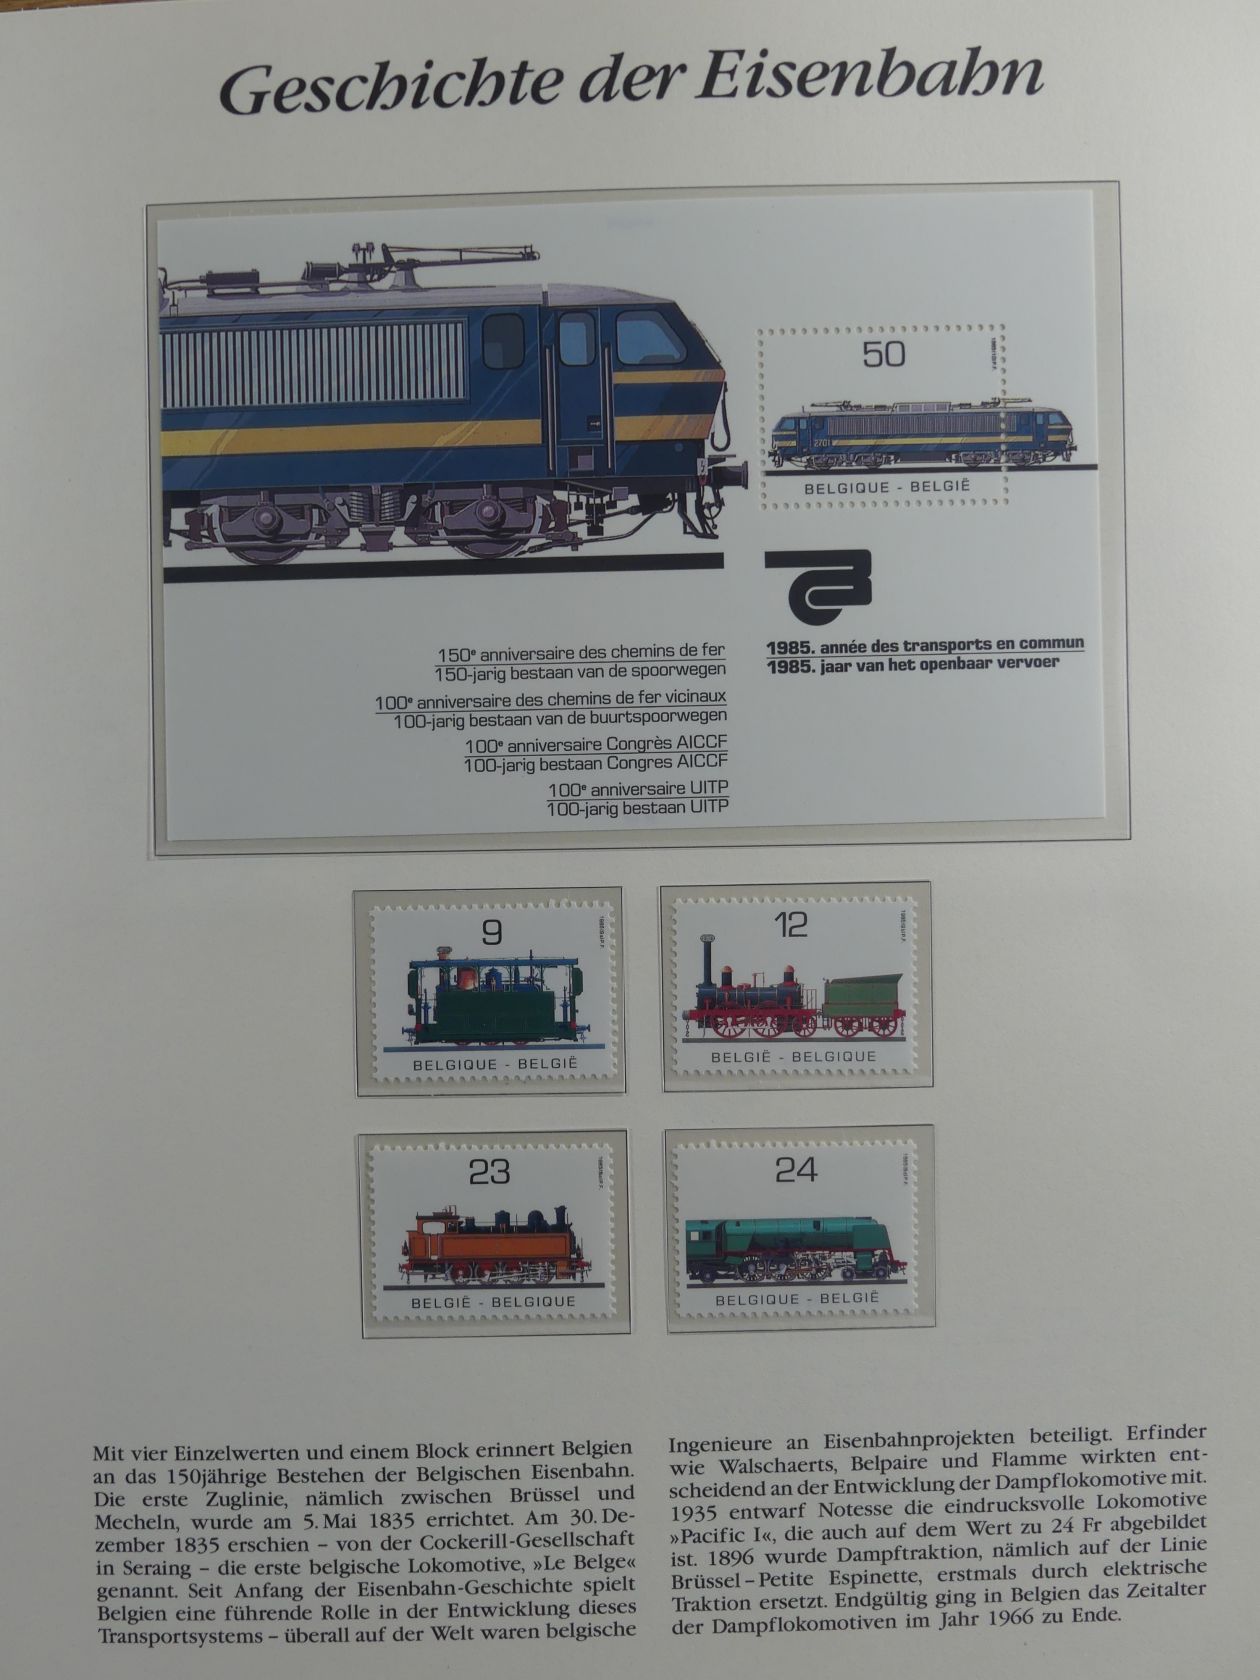 Geschichte der Eisenbahn
50
2701
BELGIQUE - BELGIË
150e anniversaire des chemins de fer
150-jarig bestaan van de spoorwegen
100e anniversaire des chemins de fer vicinaux
100-jarig bestaan van de buurtspoorwegen
100e anniversaire Congrès AICCF
100-jarig bestaan Congres AICCF
100e anniversaire UITP
100-jarig bestaan UITP
1985. année des transports en commun
1985. jaar van het openbaar vervoer
9
BELGIQUE - BELGIË
12
BELGIË - BELGIQUE
23
BELGIË - BELGIQUE
24
BELGIQUE - BELGIË
Mit vier Einzelwerten und einem Block erinnert Belgien
an das 150jährige Bestehen der Belgischen Eisenbahn.
Die erste Zuglinie, nämlich zwischen Brüssel und
Mecheln, wurde am 5. Mai 1835 errichtet. Am 30. De-
zember 1835 erschien – von der Cockerill-Gesellschaft
in Seraing – die erste belgische Lokomotive, »Le Belge«
genannt. Seit Anfang der Eisenbahn-Geschichte spielt
Belgien eine führende Rolle in der Entwicklung dieses
Transportsystems – überall auf der Welt waren belgische
Ingenieure an Eisenbahnprojekten beteiligt. Erfinder
wie Walschaerts, Belpaire und Flamme wirkten ent-
scheidend an der Entwicklung der Dampflokomotive mit.
1935 entwarf Notesse die eindrucksvolle Lokomotive
»Pacific I«, die auch auf dem Wert zu 24 Fr abgebildet
ist. 1896 wurde Dampftraktion, nämlich auf der Linie
Brüssel – Petite Espinette, erstmals durch elektrische
Traktion ersetzt. Endgültig ging in Belgien das Zeitalter
der Dampflokomotiven im Jahr 1966 zu Ende.